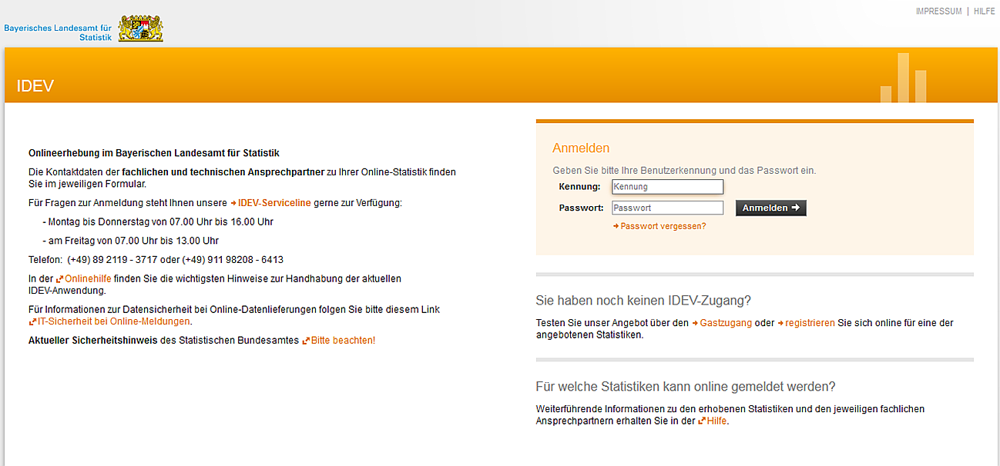 IMPRESSUM | HILFE
Bayerisches Landesamt für
Statistik
IDEV
Onlineerhebung im Bayerischen Landesamt für Statistik
Die Kontaktdaten der fachlichen und technischen Ansprechpartner zu Ihrer Online-Statistik finden
Sie im jeweiligen Formular.
Für Fragen zur Anmeldung steht Ihnen unsere IDEV-Serviceline gerne zur Verfügung:
- Montag bis Donnerstag von 07.00 Uhr bis 16.00 Uhr
- am Freitag von 07.00 Uhr bis 13.00 Uhr
Telefon: (+49) 89 2119 - 3717 oder (+49) 911 98208 - 6413
In der Onlinehilfe finden Sie die wichtigsten Hinweise zur Handhabung der aktuellen
IDEV-Anwendung.
Für Informationen zur Datensicherheit bei Online-Datenlieferungen folgen Sie bitte diesem Link
IT-Sicherheit bei Online-Meldungen.
Aktueller Sicherheitshinweis des Statistischen Bundesamtes Bitte beachten!
Anmelden
Geben Sie bitte Ihre Benutzerkennung und das Passwort ein.
Kennung: Kennung
Passwort: Passwort Anmelden
Passwort vergessen?
Sie haben noch keinen IDEV-Zugang?
Testen Sie unser Angebot über den Gastzugang oder registrieren Sie sich online für eine der
angebotenen Statistiken.
Für welche Statistiken kann online gemeldet werden?
Weiterführende Informationen zu den erhobenen Statistiken und den jeweiligen fachlichen
Ansprechpartnern erhalten Sie in der Hilfe.